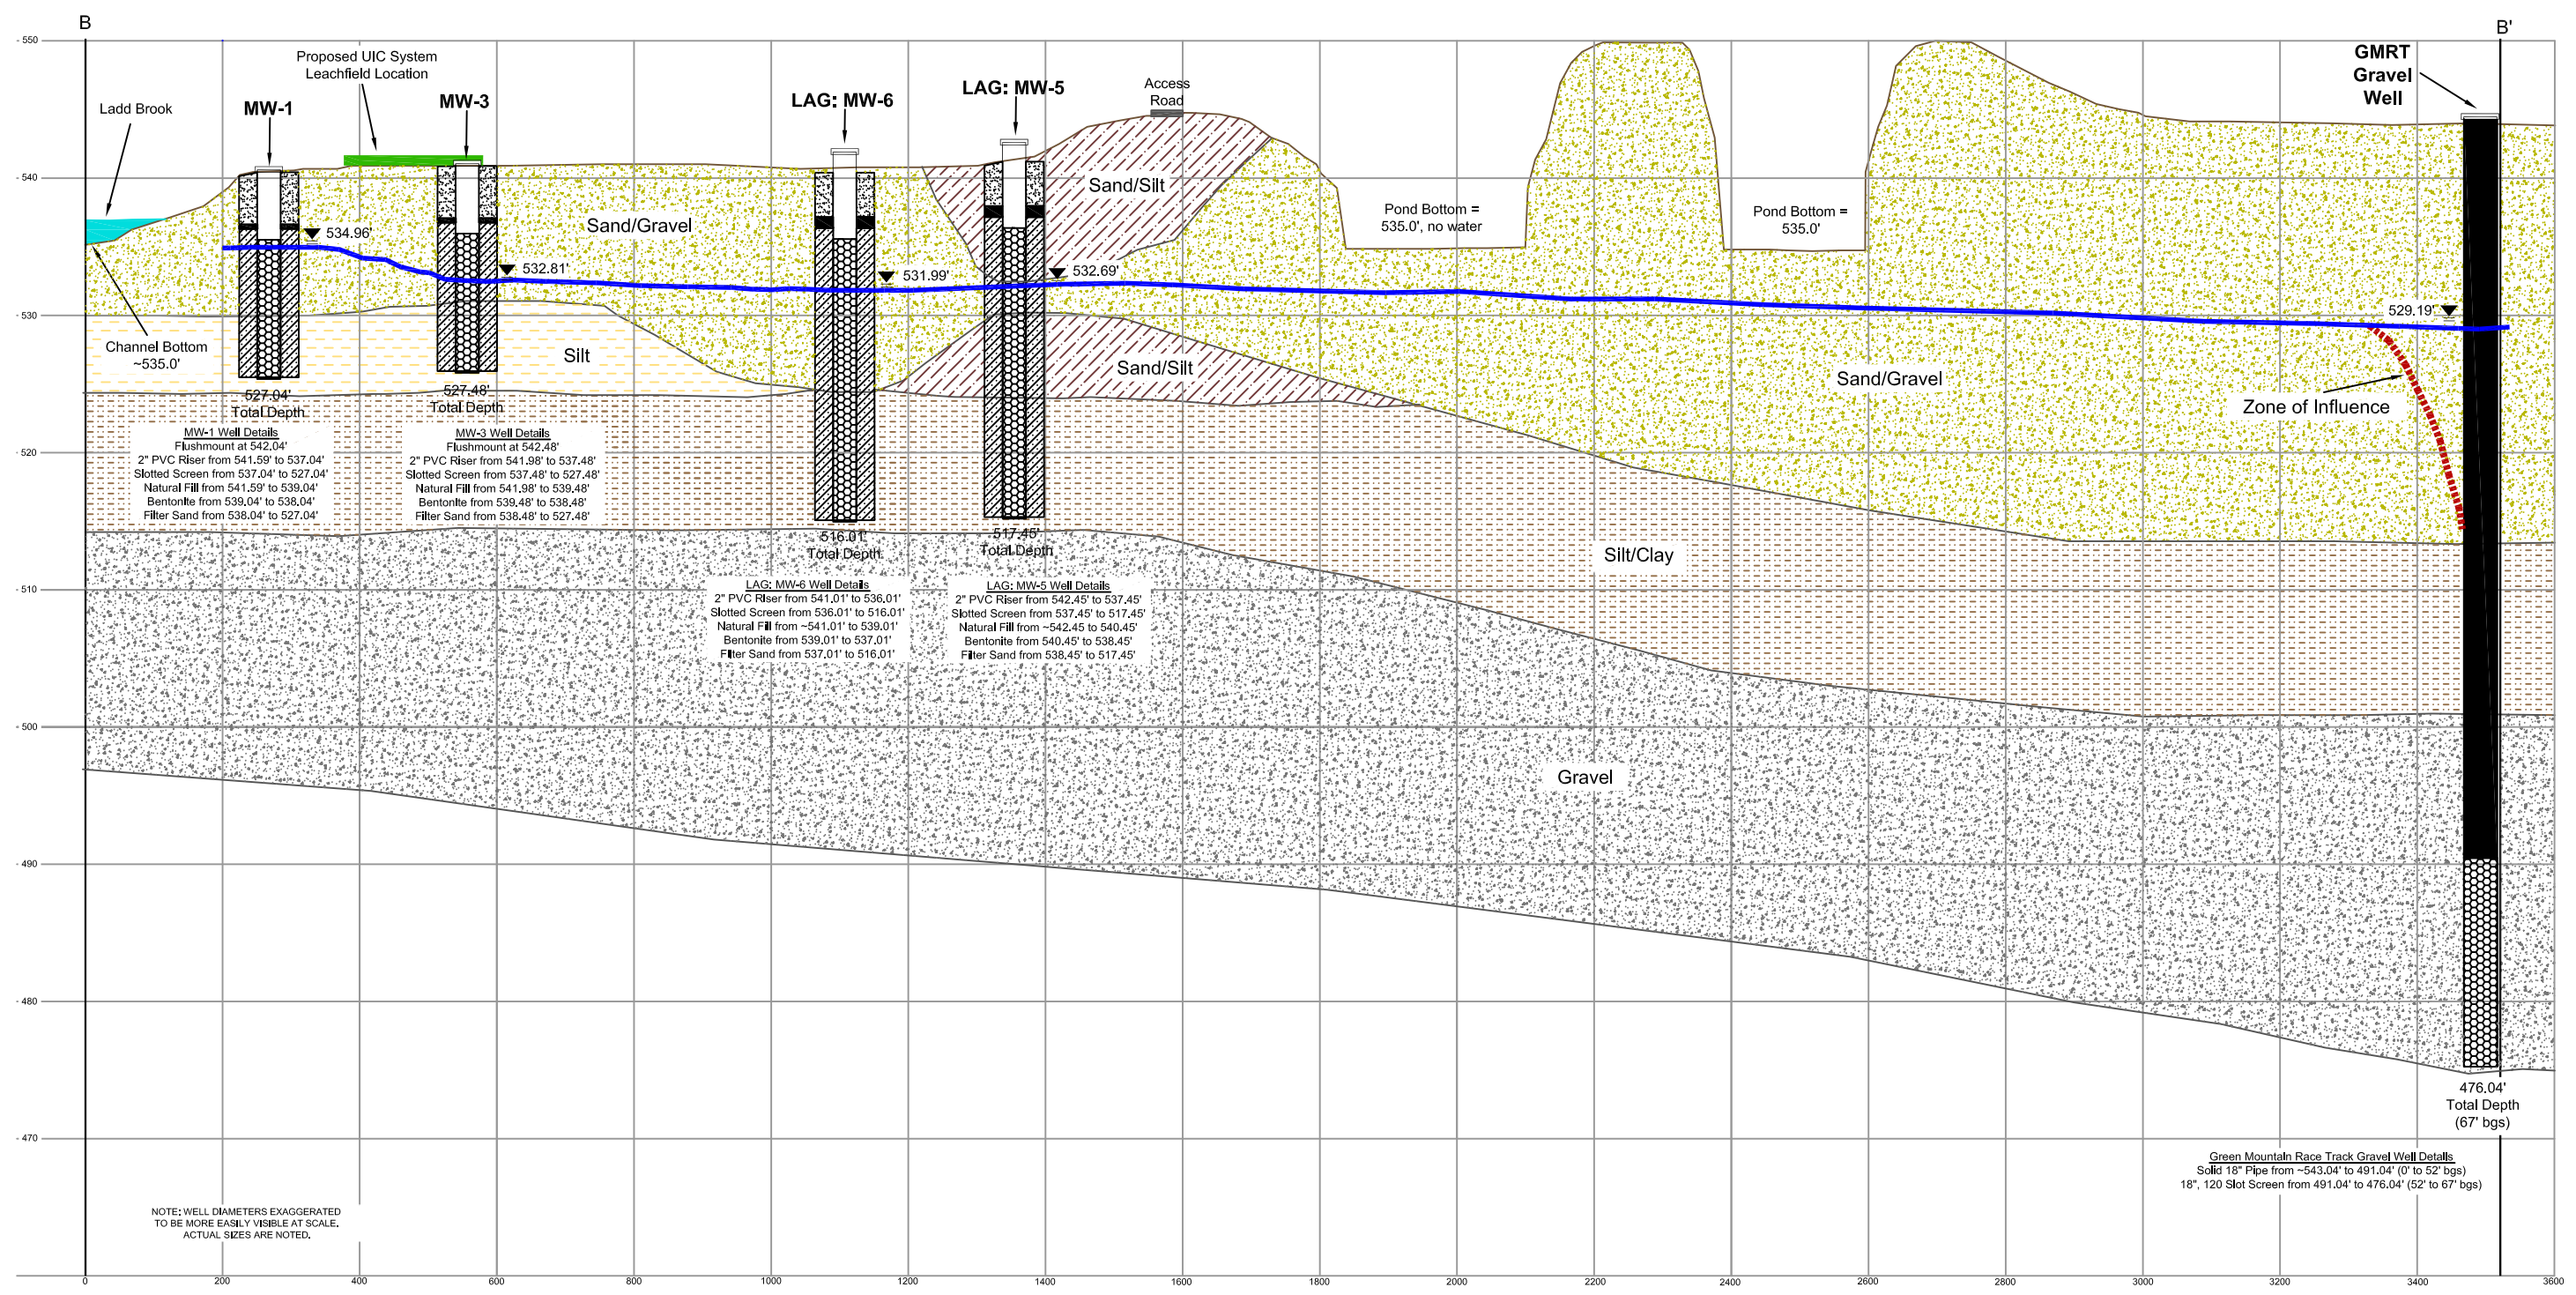 B
B'
Proposed UIC System
Leachfield Location
Ladd Brook
MW-1
MW-3
LAG: MW-6
LAG: MW-5
Access
Road
GMRT
Gravel
Well
- 550
- 540
- 530
- 520
- 510
- 500
- 490
- 480
- 470
Sand/Silt
Sand/Gravel
Pond Bottom =
535.0', no water
Pond Bottom =
535.0'
534.96'
532.81'
531.99'
532.69'
529.19'
Channel Bottom
~535.0'
Silt
Sand/Silt
Sand/Gravel
Zone of Influence
527.04'
Total Depth
527.48'
Total Depth
MW-1 Well Details
Flushmount at 542.04'
2" PVC Riser from 541.59' to 537.04'
Slotted Screen from 537.04' to 527.04'
Natural Fill from 541.59' to 539.04'
Bentonite from 539.04' to 538.04'
Filter Sand from 538.04' to 527.04'
MW-3 Well Details
Flushmount at 542.48'
2" PVC Riser from 541.98' to 537.48'
Slotted Screen from 537.48' to 527.48'
Natural Fill from 541.98' to 539.48'
Bentonite from 539.48' to 538.48'
Filter Sand from 538.48' to 527.48'
516.01'
Total Depth
517.45'
Total Depth
Silt/Clay
LAG: MW-6 Well Details
2" PVC Riser from 541.01' to 536.01'
Slotted Screen from 536.01' to 516.01'
Natural Fill from ~541.01' to 539.01'
Bentonite from 539.01' to 537.01'
Filter Sand from 537.01' to 516.01'
LAG: MW-5 Well Details
2" PVC Riser from 542.45' to 537.45'
Slotted Screen from 537.45' to 517.45'
Natural Fill from ~542.45 to 540.45'
Bentonite from 540.45' to 538.45'
Filter Sand from 538.45' to 517.45'
Gravel
476.04'
Total Depth
(67' bgs)
Green Mountain Race Track Gravel Well Details
Solid 18" Pipe from ~543.04' to 491.04' (0' to 52' bgs)
18", 120 Slot Screen from 491.04' to 476.04' (52' to 67' bgs)
NOTE: WELL DIAMETERS EXAGGERATED
TO BE MORE EASILY VISIBLE AT SCALE.
ACTUAL SIZES ARE NOTED.
0 200 400 600 800 1000 1200 1400 1600 1800 2000 2200 2400 2600 2800 3000 3200 3400 3600